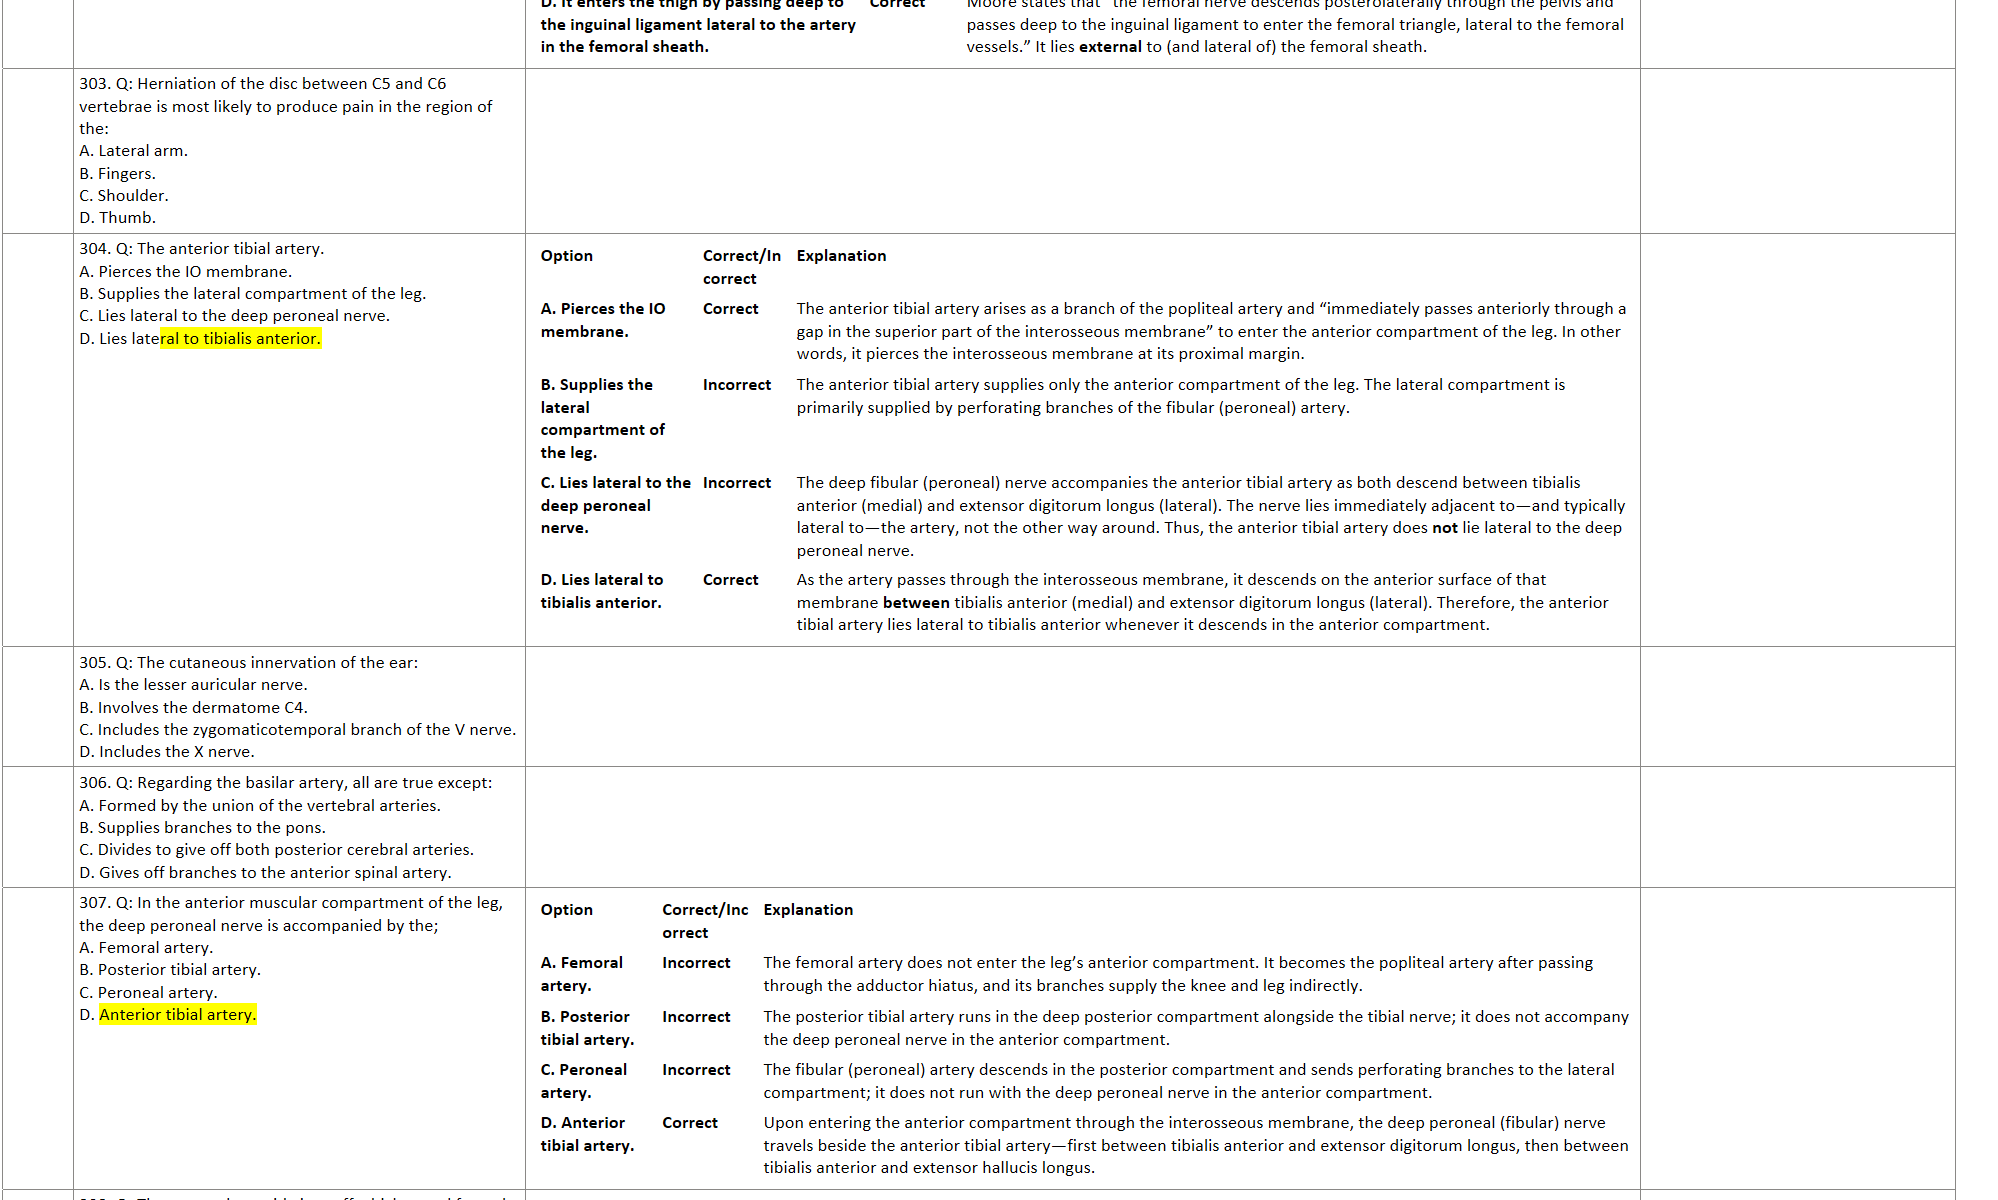 D. It enters the thigh by passing deep to
the inguinal ligament lateral to the artery
in the femoral sheath.
Correct
Moore states that “the femoral nerve descends posterolaterally through the pelvis and
passes deep to the inguinal ligament to enter the femoral triangle, lateral to the femoral
vessels.” It lies external to (and lateral of) the femoral sheath.
303. Q: Herniation of the disc between C5 and C6
vertebrae is most likely to produce pain in the region of
the:
A. Lateral arm.
B. Fingers.
C. Shoulder.
D. Thumb.
304. Q: The anterior tibial artery.
A. Pierces the IO membrane.
B. Supplies the lateral compartment of the leg.
C. Lies lateral to the deep peroneal nerve.
D. Lies lateral to tibialis anterior.
Option
Correct/In
correct
Explanation
A. Pierces the IO
membrane.
Correct
The anterior tibial artery arises as a branch of the popliteal artery and “immediately passes anteriorly through a
gap in the superior part of the interosseous membrane” to enter the anterior compartment of the leg. In other
words, it pierces the interosseous membrane at its proximal margin.
B. Supplies the
lateral
compartment of
the leg.
Incorrect
The anterior tibial artery supplies only the anterior compartment of the leg. The lateral compartment is
primarily supplied by perforating branches of the fibular (peroneal) artery.
C. Lies lateral to the
deep peroneal
nerve.
Incorrect
The deep fibular (peroneal) nerve accompanies the anterior tibial artery as both descend between tibialis
anterior (medial) and extensor digitorum longus (lateral). The nerve lies immediately adjacent to—and typically
lateral to—the artery, not the other way around. Thus, the anterior tibial artery does not lie lateral to the deep
peroneal nerve.
D. Lies lateral to
tibialis anterior.
Correct
As the artery passes through the interosseous membrane, it descends on the anterior surface of that
membrane between tibialis anterior (medial) and extensor digitorum longus (lateral). Therefore, the anterior
tibial artery lies lateral to tibialis anterior whenever it descends in the anterior compartment.
305. Q: The cutaneous innervation of the ear:
A. Is the lesser auricular nerve.
B. Involves the dermatome C4.
C. Includes the zygomaticotemporal branch of the V nerve.
D. Includes the X nerve.
306. Q: Regarding the basilar artery, all are true except:
A. Formed by the union of the vertebral arteries.
B. Supplies branches to the pons.
C. Divides to give off both posterior cerebral arteries.
D. Gives off branches to the anterior spinal artery.
307. Q: In the anterior muscular compartment of the leg,
the deep peroneal nerve is accompanied by the;
A. Femoral artery.
B. Posterior tibial artery.
C. Peroneal artery.
D. Anterior tibial artery.
Option
Correct/Inc
orrect
Explanation
A. Femoral
artery.
Incorrect
The femoral artery does not enter the leg’s anterior compartment. It becomes the popliteal artery after passing
through the adductor hiatus, and its branches supply the knee and leg indirectly.
B. Posterior
tibial artery.
Incorrect
The posterior tibial artery runs in the deep posterior compartment alongside the tibial nerve; it does not accompany
the deep peroneal nerve in the anterior compartment.
C. Peroneal
artery.
Incorrect
The fibular (peroneal) artery descends in the posterior compartment and sends perforating branches to the lateral
compartment; it does not run with the deep peroneal nerve in the anterior compartment.
D. Anterior
tibial artery.
Correct
Upon entering the anterior compartment through the interosseous membrane, the deep peroneal (fibular) nerve
travels beside the anterior tibial artery—first between tibialis anterior and extensor digitorum longus, then between
tibialis anterior and extensor hallucis longus.